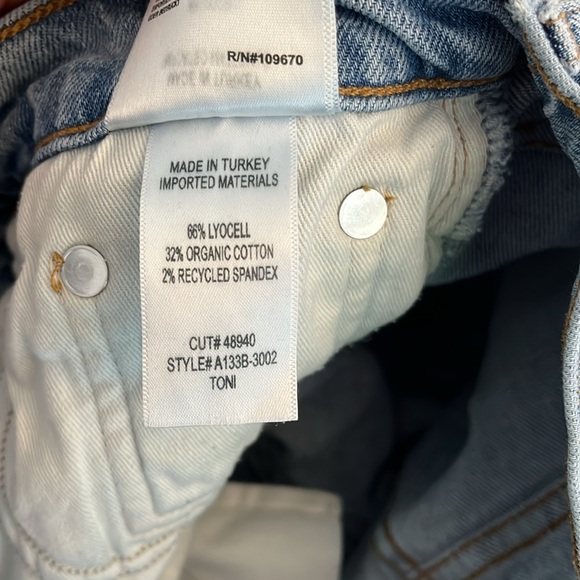 R/N#109670
MADE IN TURKEY
IMPORTED MATERIALS
66% LYOCELL
32% ORGANIC COTTON
2% RECYCLED SPANDEX
CUT# 48940
STYLE# A133B-3002
TONI